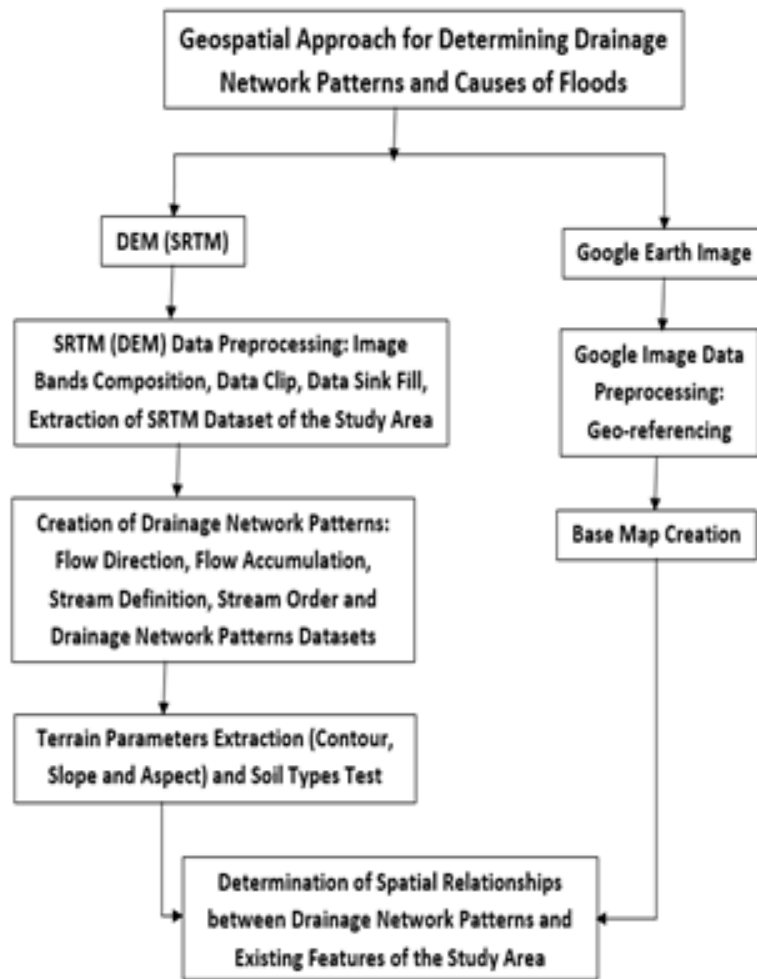 Geospatial Approach for Determining Drainage
Network Patterns and Causes of Floods
DEM (SRTM)
Google Earth Image
SRTM (DEM) Data Preprocessing: Image
Bands Composition, Data Clip, Data Sink Fill,
Extraction of SRTM Dataset of the Study Area
Google Image Data
Preprocessing:
Geo-referencing
Creation of Drainage Network Patterns:
Flow Direction, Flow Accumulation,
Stream Definition, Stream Order and
Drainage Network Patterns Datasets
Base Map Creation
Terrain Parameters Extraction (Contour,
Slope and Aspect) and Soil Types Test
Determination of Spatial Relationships
between Drainage Network Patterns and
Existing Features of the Study Area